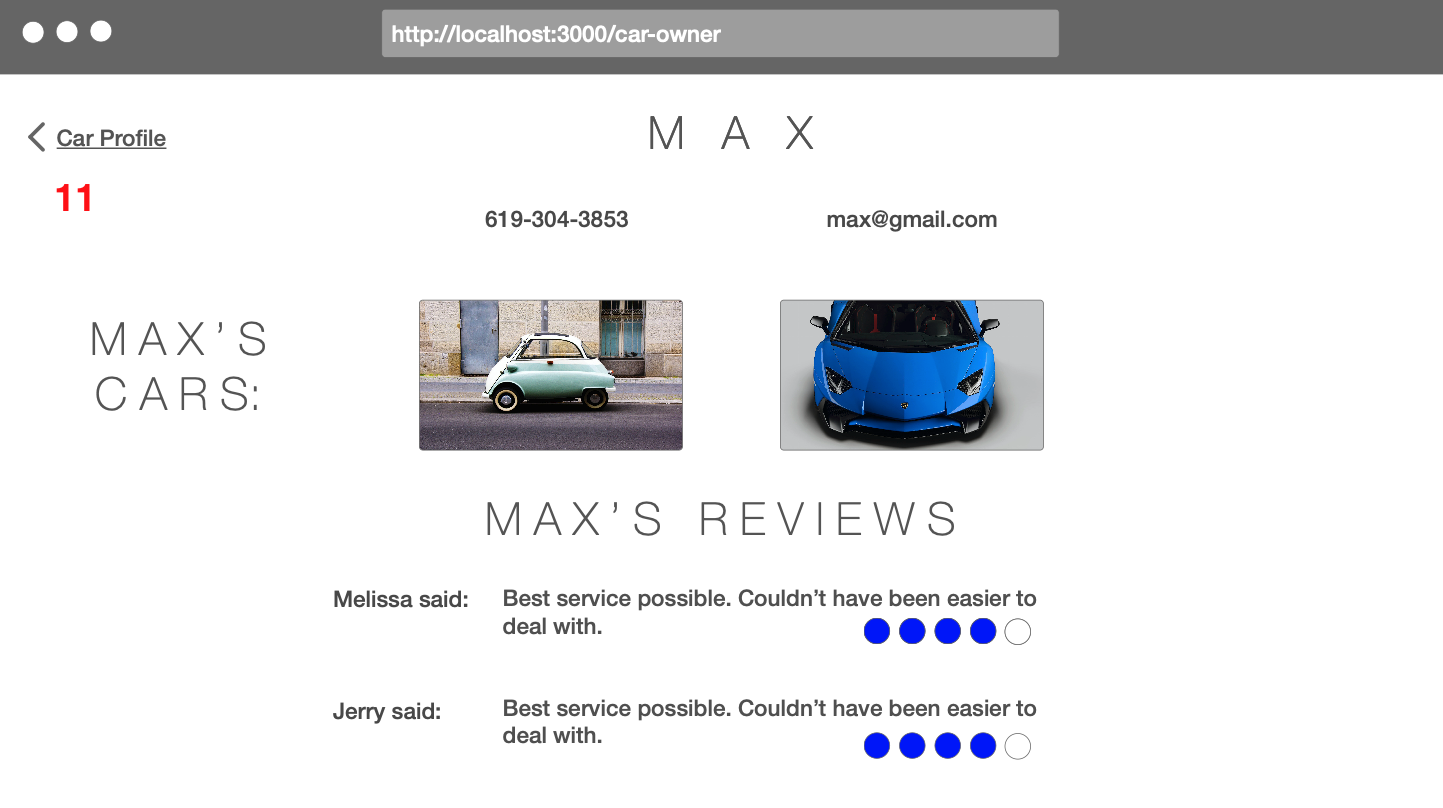 http://localhost:3000/car-owner
Car Profile
MAX
11
619-304-3853
max@gmail.com
MAX’S
CARS:
MAX’S REVIEWS
Melissa said:
Best service possible. Couldn’t have been easier to
deal with.
Jerry said:
Best service possible. Couldn’t have been easier to
deal with.